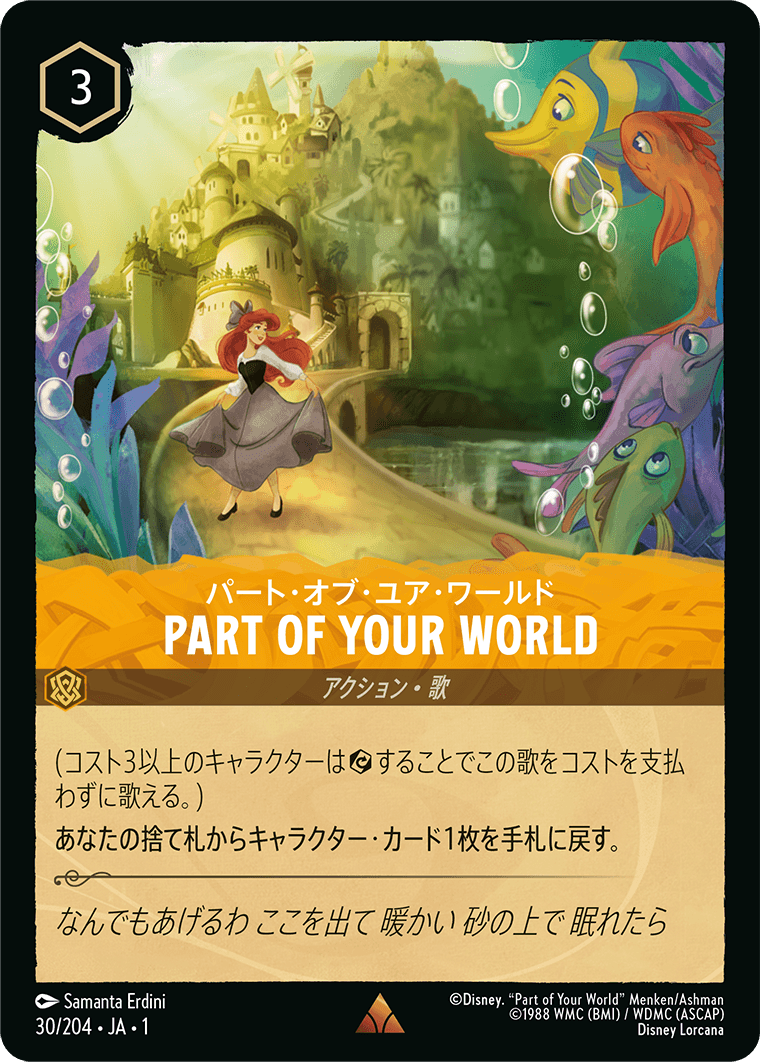 3
パート・オブ・ユア・ワールド
PART OF YOUR WORLD
アクション・歌
(コスト3以上のキャラクターはすることでこの歌をコストを支払
わずに歌える。)
あなたの捨て札からキャラクター・カード1枚を手札に戻す。
なんでもあげるわ ここを出て 暖かい 砂の上で 眠れたら
Samanta Erdini
30/204 • JA • 1
©Disney. “Part of Your World” Menken/Ashman
©1988 WMC (BMI) / WDMC (ASCAP)
Disney Lorcana